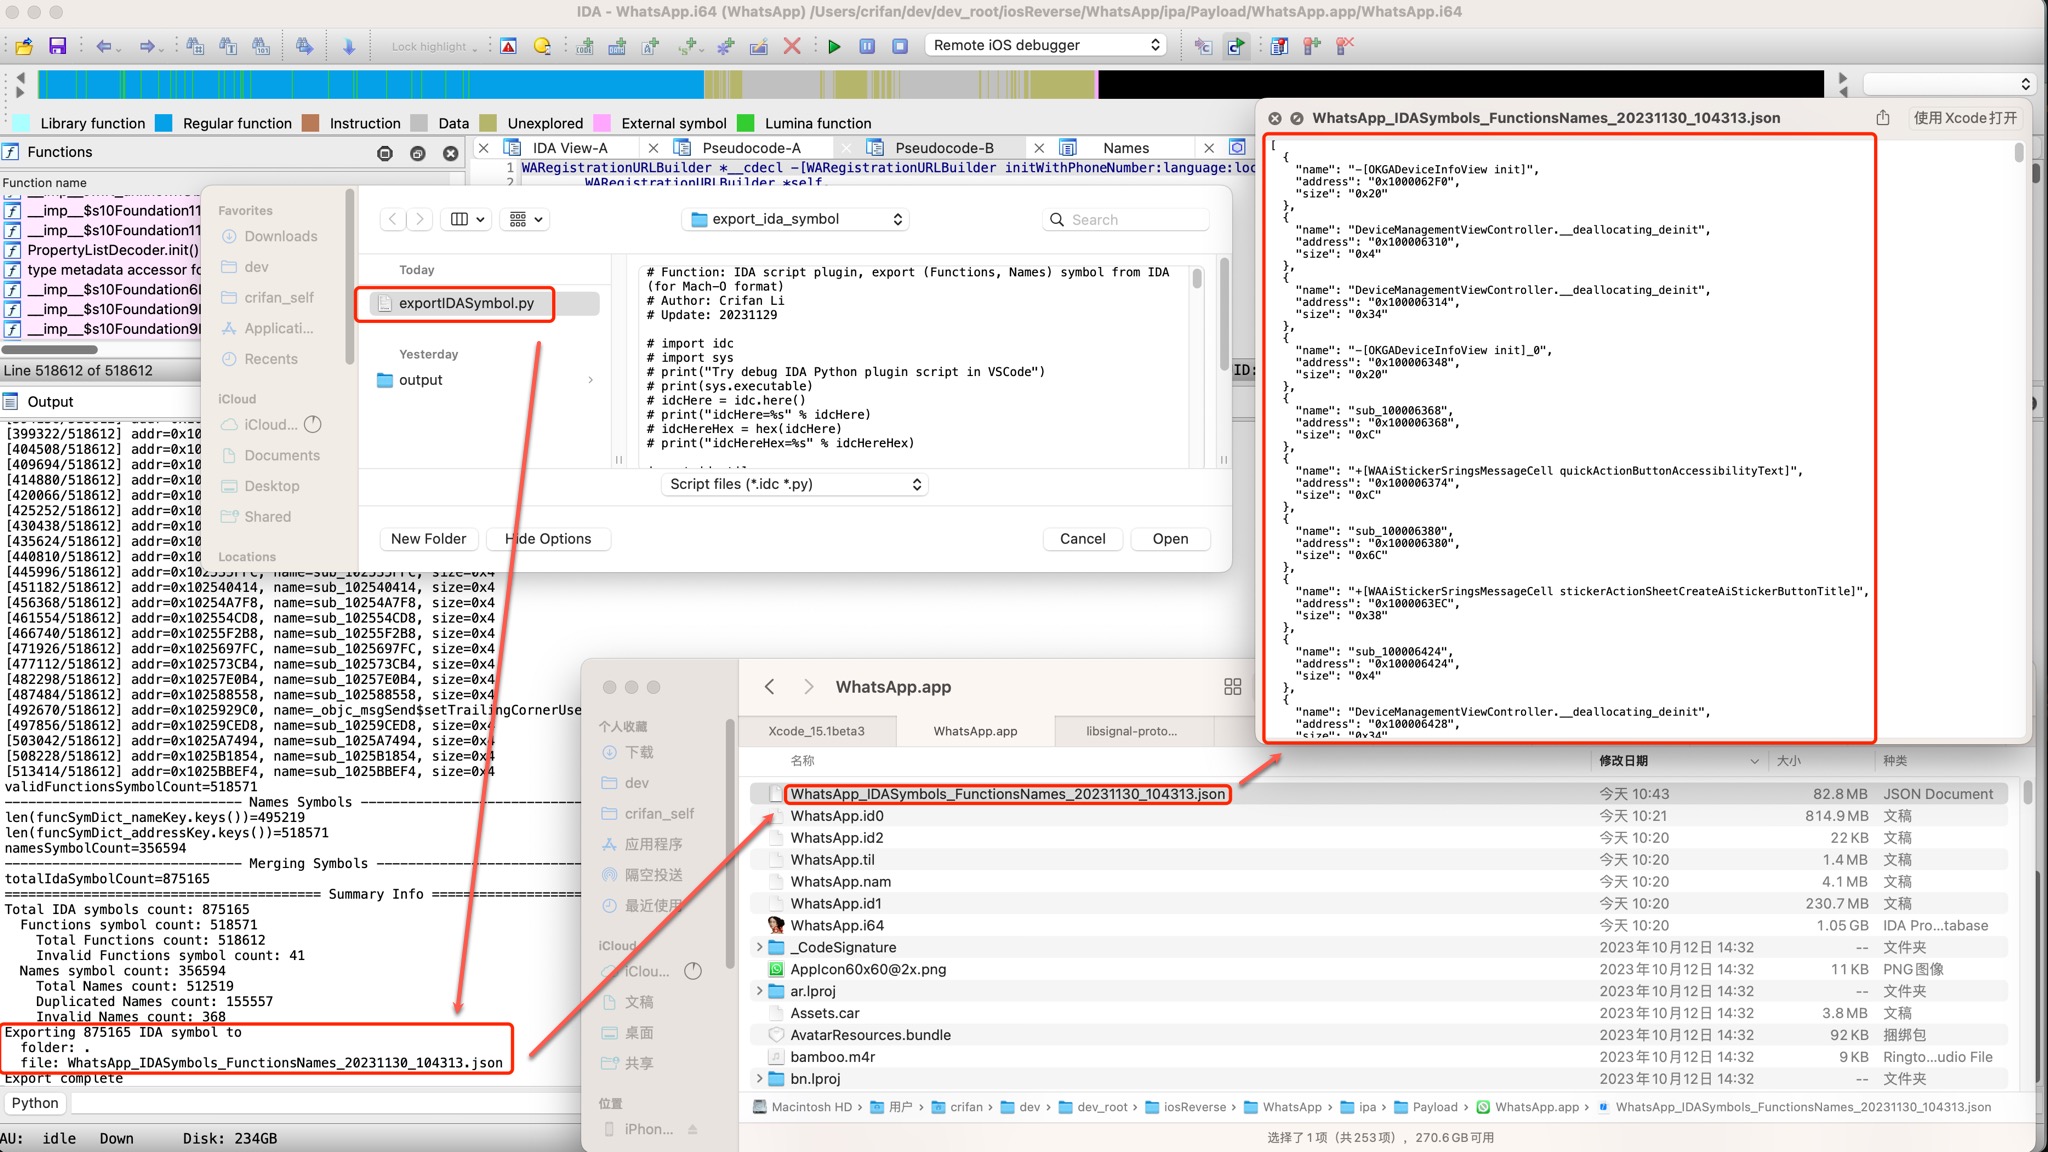 IDA - WhatsApp.i64 (WhatsApp) /Users/crifan/dev/dev_root/iosReverse/WhatsApp/ipa/Payload/WhatsApp.app/WhatsApp.i64
Lock highlight
Remote iOS debugger
Library function
Regular function
Instruction
Data
Unexplored
External symbol
Lumina function
Functions
IDA View-A
Pseudocode-A
Pseudocode-B
Names
Function name
1 WARegistrationURLBuilder *__cdecl -[WARegistrationURLBuilder initWithPhoneNumber:language:loc
2 WARegistrationURLBuilder *self,
__imp__$s10Foundation11
__imp__$s10Foundation11
PropertyListDecoder.init()
type metadata accessor fo
__imp__$s10Foundation6
__imp__$s10Foundation9
__imp__$s10Foundation9
Line 518612 of 518612
Favorites
Downloads
dev
crifan_self
Applicati...
Recents
iCloud
iCloud...
Documents
Desktop
Shared
Locations
export_ida_symbol
Search
Today
exportIDASymbol.py
Yesterday
output
# Function: IDA script plugin, export (Functions, Names) symbol from IDA
(for Mach-O format)
# Author: Crifan Li
# Update: 20231129
# import idc
# import sys
# print("Try debug IDA Python plugin script in VSCode")
# print(sys.executable)
# idcHere = idc.here()
# print("idcHere=%s" % idcHere)
# idcHereHex = hex(idcHere)
# print("idcHereHex=%s" % idcHereHex)
Script files (*.idc *.py)
New Folder
Hide Options
Cancel
Open
ID:
Output
[399322/518612] addr=0x10
[404508/518612] addr=0x10
[409694/518612] addr=0x10
[414880/518612] addr=0x10
[420066/518612] addr=0x10
[425252/518612] addr=0x10
[430438/518612] addr=0x10
[435624/518612] addr=0x10
[440810/518612] addr=0x10
[445996/518612] addr=0x102535FFC, name=sub_102535FFC, size=0x4
[451182/518612] addr=0x102540414, name=sub_102540414, size=0x4
[456368/518612] addr=0x10254A7F8, name=sub_10254A7F8, size=0x4
[461554/518612] addr=0x102554CD8, name=sub_102554CD8, size=0x4
[466740/518612] addr=0x10255F2B8, name=sub_10255F2B8, size=0x4
[471926/518612] addr=0x1025697FC, name=sub_1025697FC, size=0x4
[477112/518612] addr=0x102573CB4, name=sub_102573CB4, size=0x4
[482298/518612] addr=0x10257E0B4, name=sub_10257E0B4, size=0x4
[487484/518612] addr=0x102588558, name=sub_102588558, size=0x4
[492670/518612] addr=0x1025929C0, name=_objc_msgSend$setTrailingCornerUse
[497856/518612] addr=0x10259CED8, name=sub_10259CED8, size=0x4
[503042/518612] addr=0x1025A7494, name=sub_1025A7494, size=0x4
[508228/518612] addr=0x1025B1854, name=sub_1025B1854, size=0x4
[513414/518612] addr=0x1025BBEF4, name=sub_1025BBEF4, size=0x4
validFunctionsSymbolCount=518571
------------------------------ Names Symbols ----------------------------
len(funcSymDict_nameKey.keys())=495219
len(funcSymDict_addressKey.keys())=518571
namesSymbolCount=356594
------------------------------ Merging Symbols --------------------------
totalIdaSymbolCount=875165
======================================== Summary Info ===================
Total IDA symbols count: 875165
Functions symbol count: 518571
Total Functions count: 518612
Invalid Functions symbol count: 41
Names symbol count: 356594
Total Names count: 512519
Duplicated Names count: 155557
Invalid Names count: 368
Exporting 875165 IDA symbol to
folder: .
file: WhatsApp_IDASymbols_FunctionsNames_20231130_104313.json
Export complete
Python
AU: idle Down Disk: 234GB
WhatsApp_IDASymbols_FunctionsNames_20231130_104313.json
使用Xcode打开
[
{
"name": "-[OKGADeviceInfoView init]",
"address": "0x1000062F0",
"size": "0x20"
},
{
"name": "DeviceManagementViewController.__deallocating_deinit",
"address": "0x100006310",
"size": "0x4"
},
{
"name": "DeviceManagementViewController.__deallocating_deinit",
"address": "0x100006314",
"size": "0x34"
},
{
"name": "-[OKGADeviceInfoView init]_0",
"address": "0x100006348",
"size": "0x20"
},
{
"name": "sub_100006368",
"address": "0x100006368",
"size": "0xC"
},
{
"name": "+[WAAiStickerSringsMessageCell quickActionButtonAccessibilityText]",
"address": "0x100006374",
"size": "0xC"
},
{
"name": "sub_100006380",
"address": "0x100006380",
"size": "0x6C"
},
{
"name": "+[WAAiStickerSringsMessageCell stickerActionSheetCreateAiStickerButtonTitle]",
"address": "0x1000063EC",
"size": "0x38"
},
{
"name": "sub_100006424",
"address": "0x100006424",
"size": "0x4"
},
{
"name": "DeviceManagementViewController.__deallocating_deinit",
"address": "0x100006428",
"size": "0x34"
WhatsApp.app
Xcode_15.1beta3
WhatsApp.app
libsignal-proto...
个人收藏
下载
dev
crifan_self
应用程序
隔空投送
最近使用
iCloud
iClou...
文稿
桌面
共享
位置
iPhon...
名称 修改日期 大小 种类
WhatsApp_IDASymbols_FunctionsNames_20231130_104313.json 今天 10:43 82.8 MB JSON Document
WhatsApp.id0 今天 10:21 814.9 MB 文稿
WhatsApp.id2 今天 10:20 22 KB 文稿
WhatsApp.til 今天 10:20 1.4 MB 文稿
WhatsApp.nam 今天 10:20 4.1 MB 文稿
WhatsApp.id1 今天 10:20 230.7 MB 文稿
WhatsApp.i64 今天 10:20 1.05 GB IDA Pro...tabase
_CodeSignature 2023年10月12日 14:32 -- 文件夹
AppIcon60x60@2x.png 2023年10月12日 14:32 11 KB PNG图像
ar.lproj 2023年10月12日 14:32 -- 文件夹
Assets.car 2023年10月12日 14:32 3.8 MB 文稿
AvatarResources.bundle 2023年10月12日 14:32 92 KB 捆绑包
bamboo.m4r 2023年10月12日 14:32 9 KB Ringto...udio File
bn.lproj 2023年10月12日 14:32 -- 文件夹
Macintosh HD › 用户 › crifan › dev › dev_root › iosReverse › WhatsApp › ipa › Payload › WhatsApp.app › WhatsApp_IDASymbols_FunctionsNames_20231130_104313.json
选择了1项（共253项），270.6 GB可用